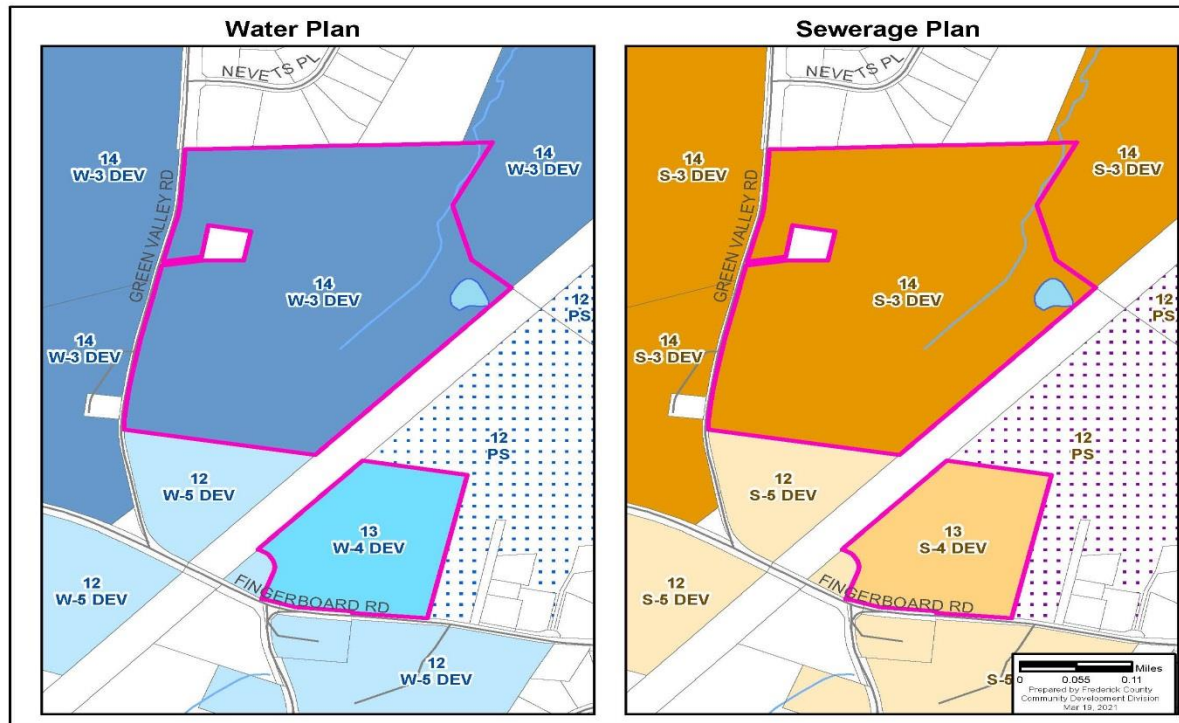 Water Plan
NEVETS PL
14
W-3 DEV
14
W-3 DEV
GREEN VALLEY RD
14
W-3 DEV
12
PS
14
W-3 DEV
12
PS
12
W-5 DEV
13
W-4 DEV
12
W-5 DEV
FINGERBOARD RD
12
W-5 DEV
Sewerage Plan
NEVETS PL
14
S-3 DEV
14
S-3 DEV
GREEN VALLEY RD
14
S-3 DEV
12
PS
14
S-3 DEV
12
PS
12
S-5 DEV
13
S-4 DEV
12
S-5 DEV
FINGERBOARD RD
S-5
Miles
0 0.055 0.11
Prepared by Frederick County
Community Development Division
Mar 19, 2021